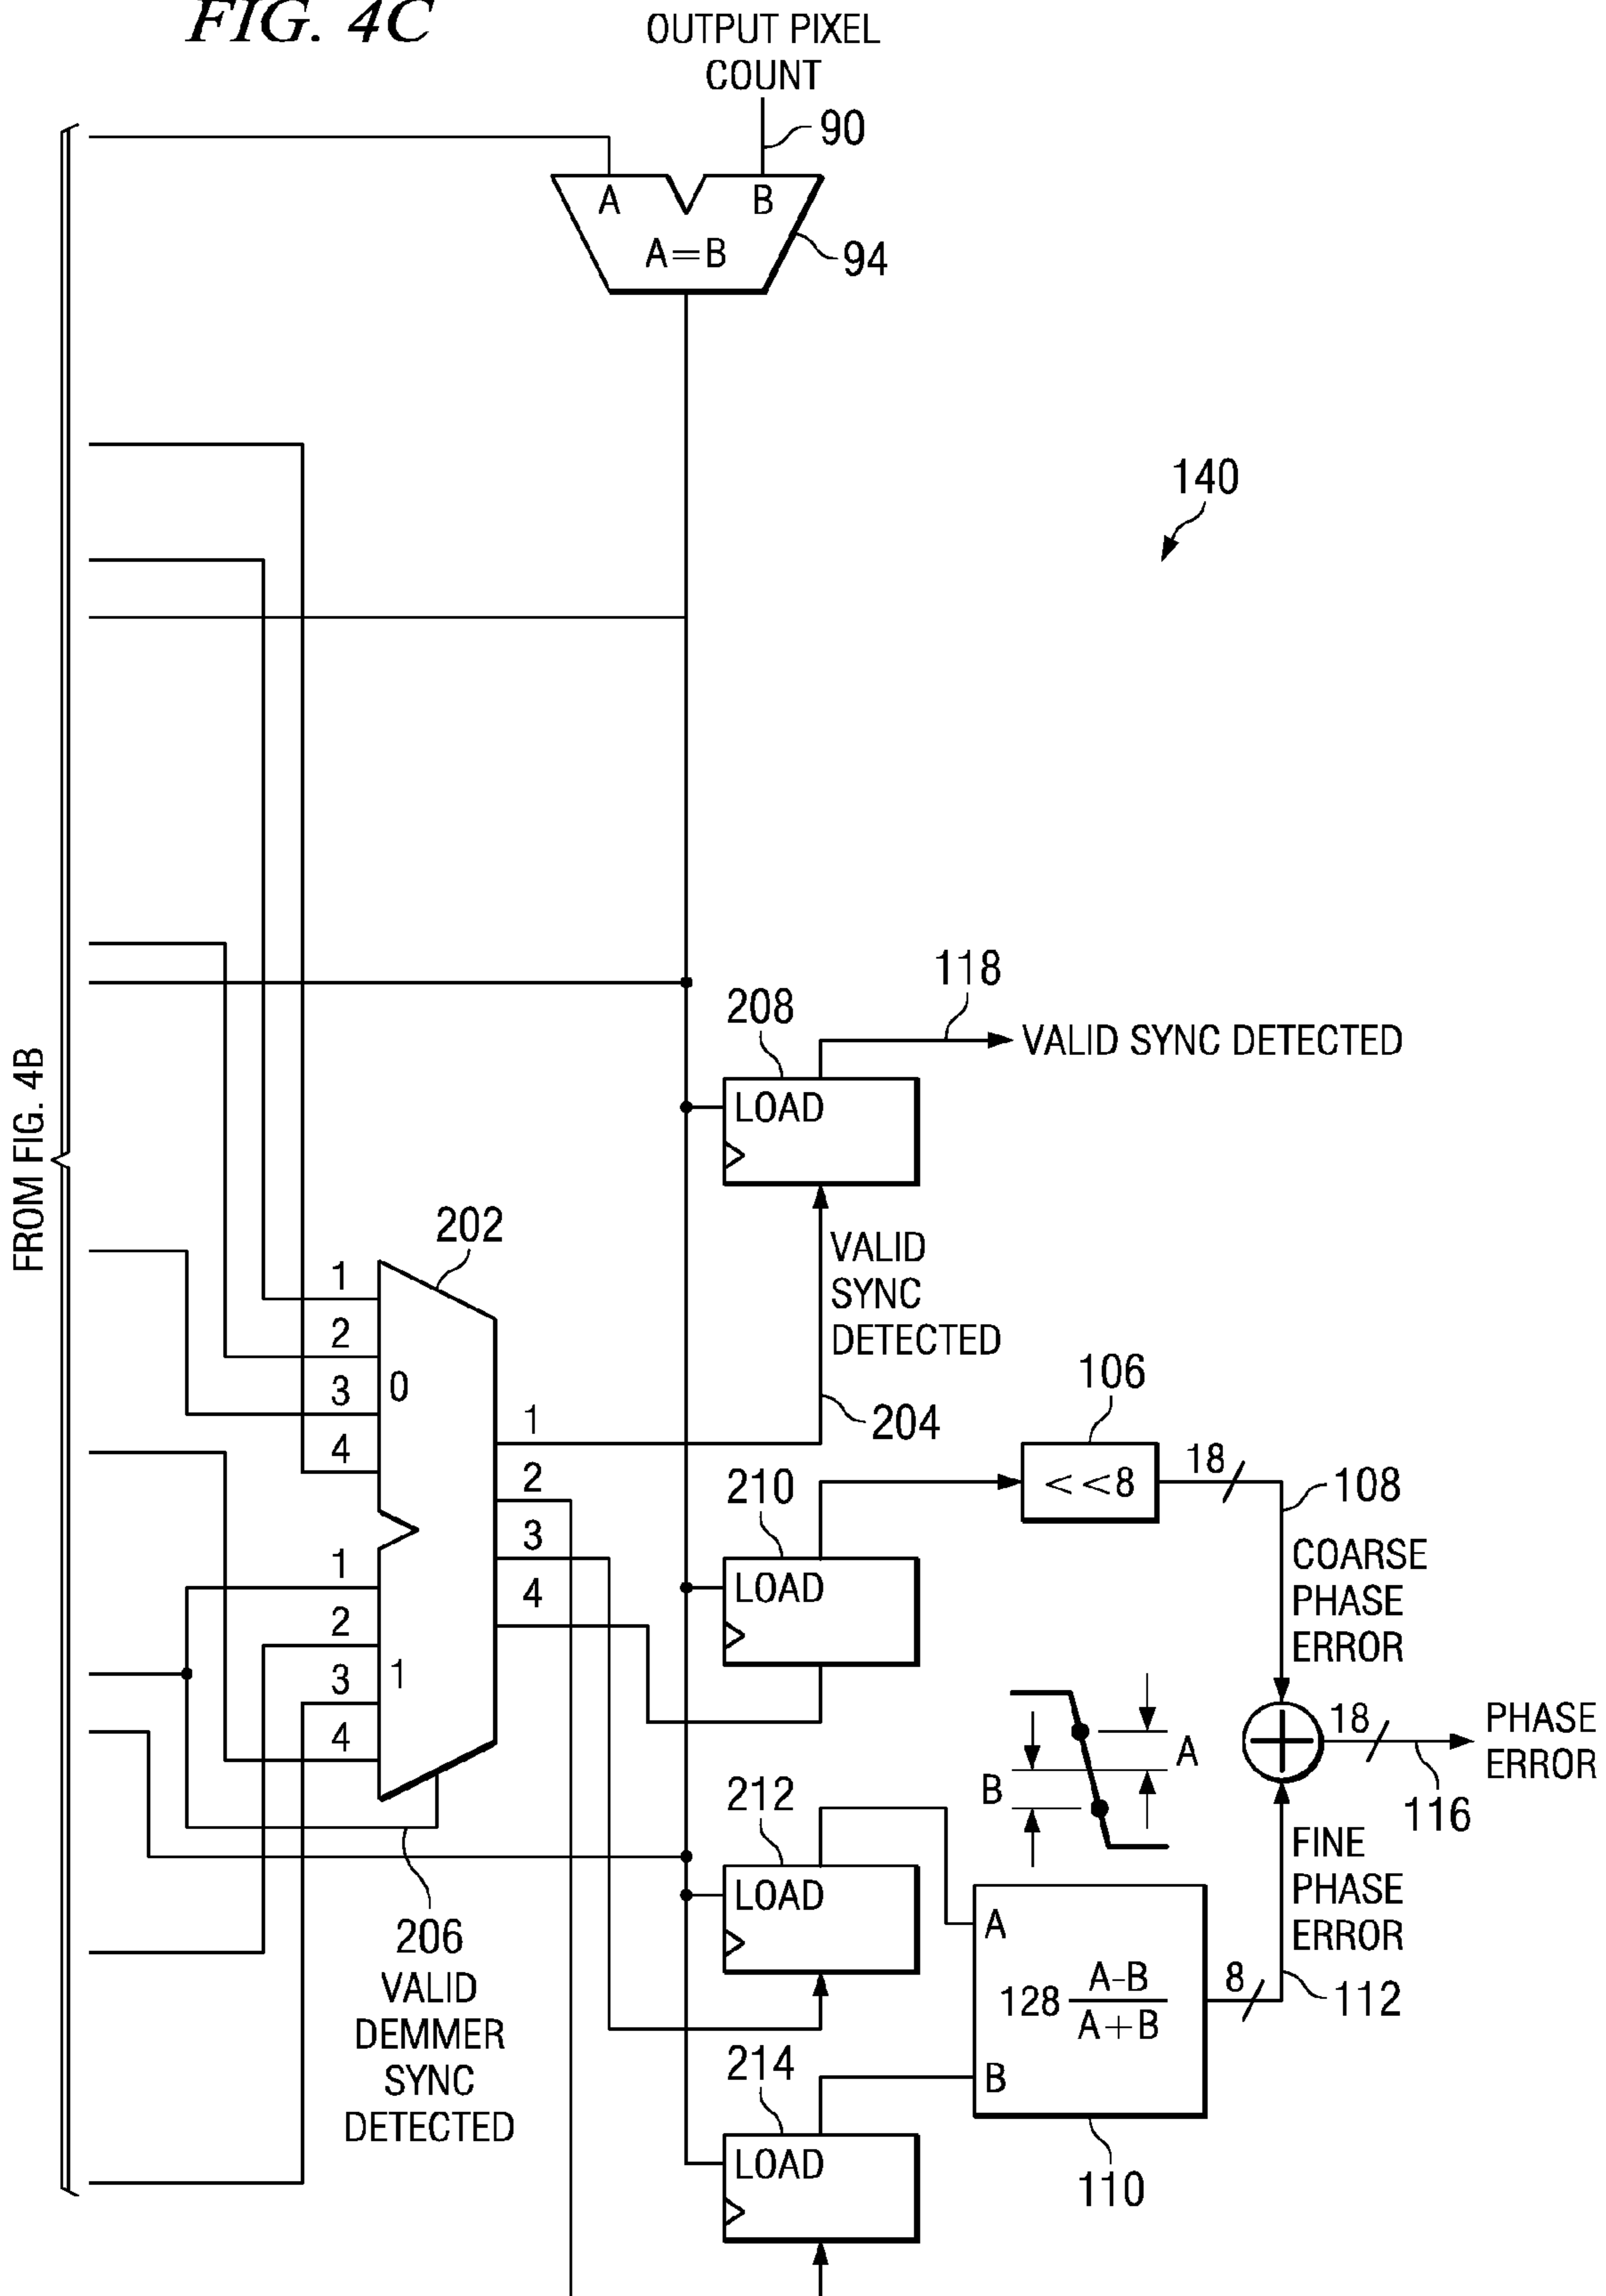 FIG. 4C
OUTPUT PIXEL
COUNT
90
A
B
A=B
94
140
118
208
VALID SYNC DETECTED
LOAD
FROM FIG. 4B
202
VALID
SYNC
DETECTED
1
2
3
4
0
106
204
1
2
3
4
210
<<8
18
108
LOAD
COARSE
PHASE
ERROR
1
2
3
4
1
A
B
18
PHASE
ERROR
116
212
LOAD
FINE
PHASE
ERROR
206
VALID
DEMMER
SYNC
DETECTED
A
128 A-B
A+B
B
8
112
214
LOAD
110